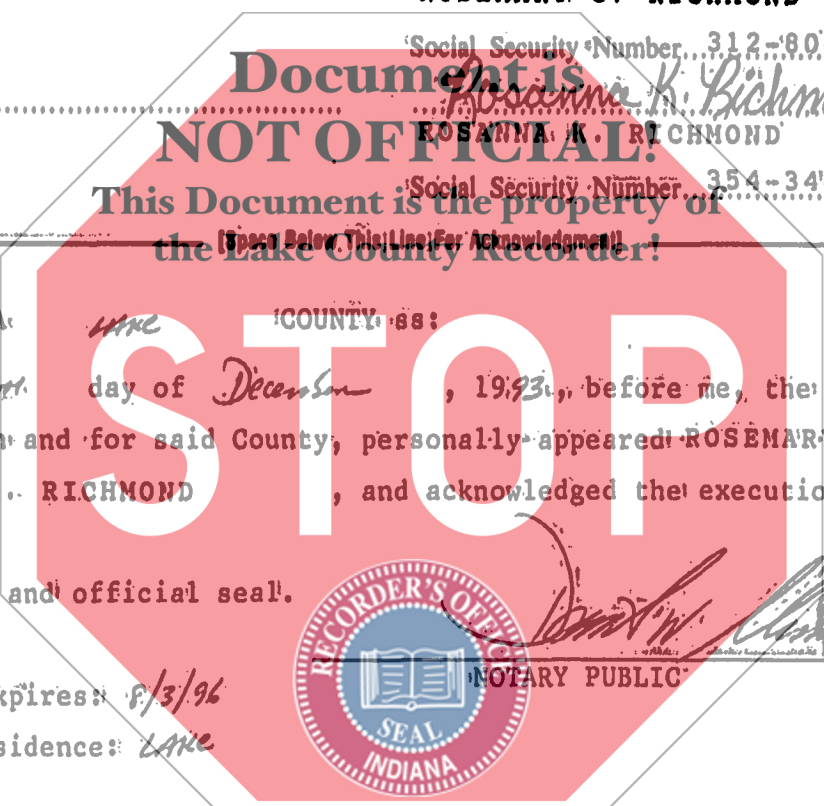 RICHMOND
Social Security Number 312-80
Document is
Rosanna K. Richm
NOT OFFICIAL!
ROSANNA K. RICHMOND
Social Security Number 354-34
This Document is the property of
[Space Below This Line For Acknowledgment]
the Lake County Recorder!
LAKE COUNTY ss:
STOP
day of December , 1993, before me, the
and for said County, personally appeared ROSEMAR
. RICHMOND , and acknowledged the executio
and official seal.
RECORDER'S OFFICE
SEAL
INDIANA
NOTARY PUBLIC
xpires: 8/3/96
sidence: LAKE